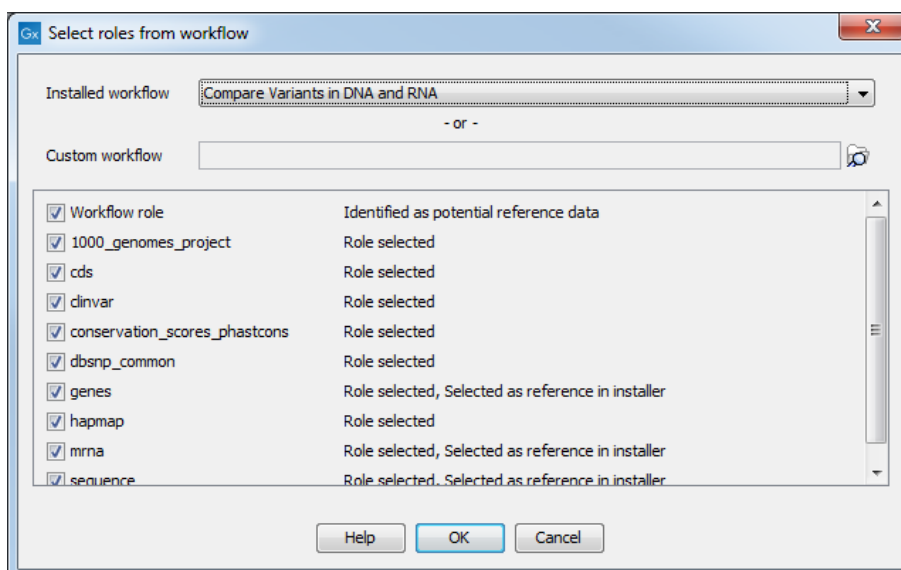 Gx Select roles from workflow
Installed workflow Compare Variants in DNA and RNA
- or -
Custom workflow
Workflow role Identified as potential reference data
1000_genomes_project Role selected
cds Role selected
clinvar Role selected
conservation_scores_phastcons Role selected
dbsnp_common Role selected
genes Role selected, Selected as reference in installer
hapmap Role selected
mrna Role selected, Selected as reference in installer
sequence Role selected, Selected as reference in installer
Help OK Cancel